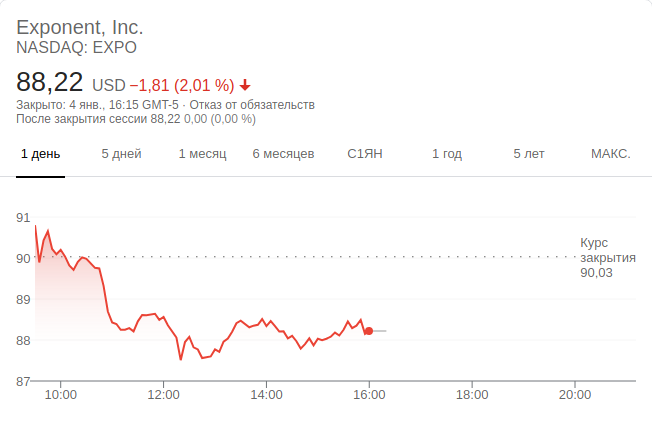 Exponent, Inc.
NASDAQ: EXPO
88,22 USD −1,81 (2,01 %)
Закрыто: 4 янв., 16:15 GMT-5 · Отказ от обязательств
После закрытия сессии 88,22 0,00 (0,00 %)
1 день 5 дней 1 месяц 6 месяцев С1ЯН 1 год 5 лет МАКС.
91
90
89
88
87
Курс
закрытия
90,03
10:00 12:00 14:00 16:00 18:00 20:00